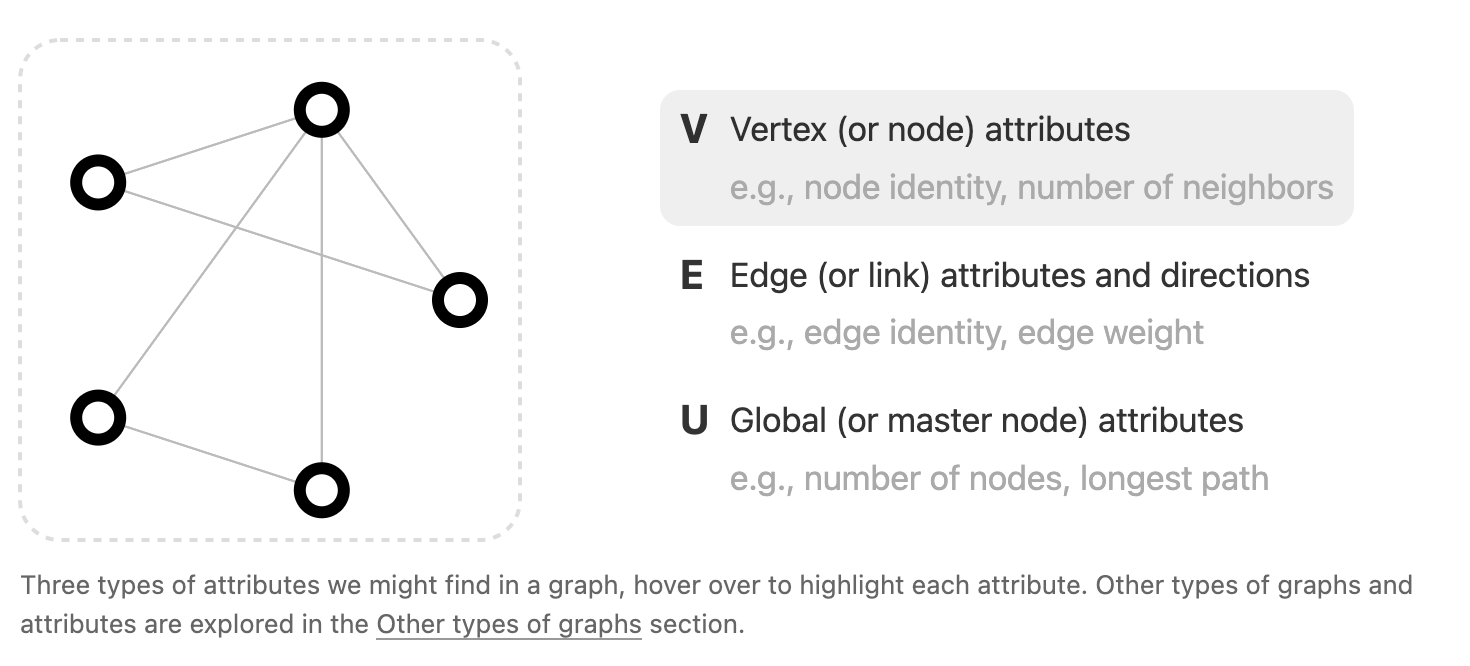 V Vertex (or node) attributes
e.g., node identity, number of neighbors
E Edge (or link) attributes and directions
e.g., edge identity, edge weight
U Global (or master node) attributes
e.g., number of nodes, longest path
Three types of attributes we might find in a graph, hover over to highlight each attribute. Other types of graphs and
attributes are explored in the Other types of graphs section.